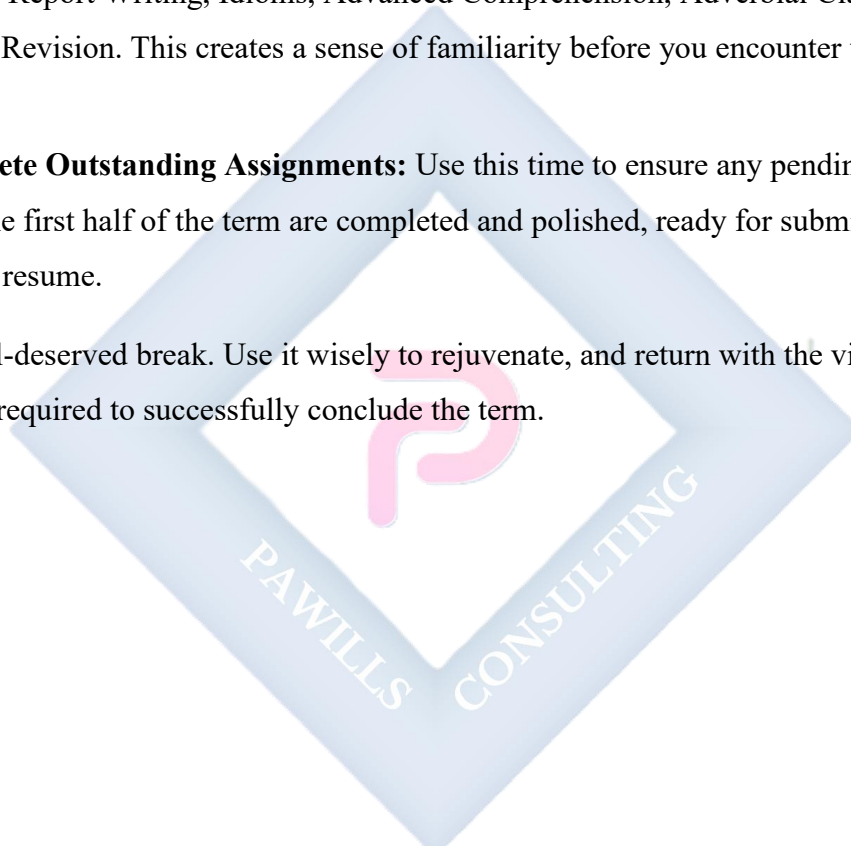 Report Writing, Idioms, Advanced Comprehension, Adverbial
Revision. This creates a sense of familiarity before you encounter
ete Outstanding Assignments: Use this time to ensure any pendin
e first half of the term are completed and polished, ready for subm
resume.
l-deserved break. Use it wisely to rejuvenate, and return with the vi
required to successfully conclude the term.
PAWILLS CONSULTING